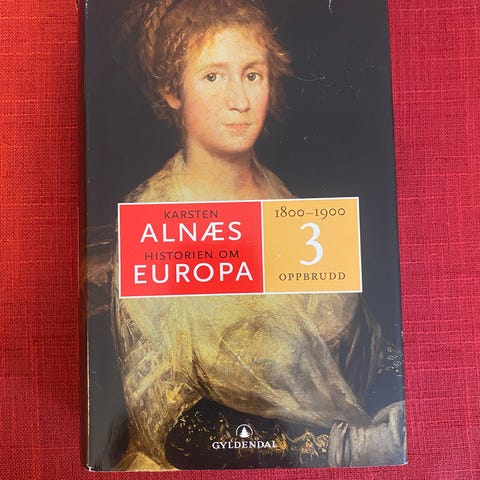 KARSTEN
ALNÆS
HISTORIEN OM
EUROPA
1800–1900
3
OPPBRUDD
GYLDENDAL